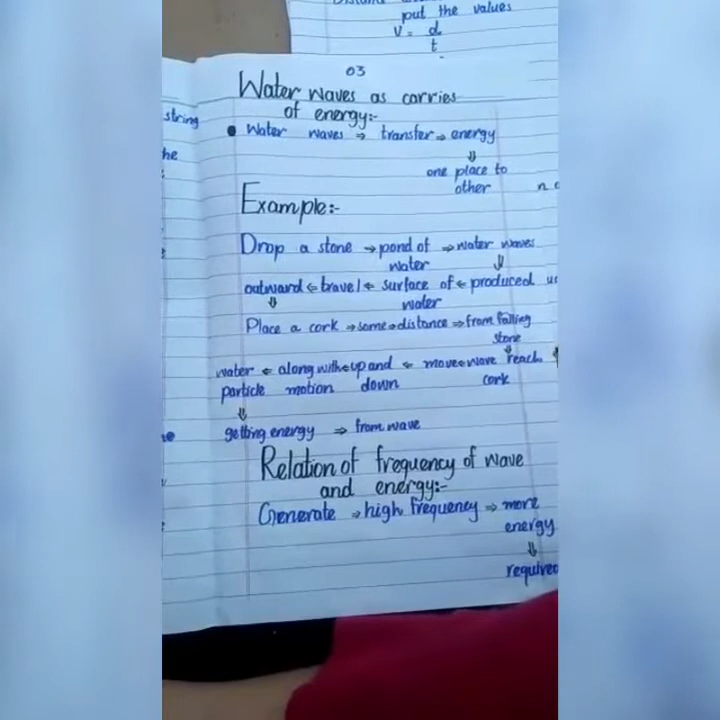 put the values
V = d
t
string
he
03
Water waves as carries
of energy:-
• Water waves ⇒ transfer ⇒ energy
⇓
one place to
other
Example:-
Drop a stone → pond of → water waves
water ⇓
outward ⇐ travel ← surface of ← produced
⇓ water
Place a cork → some → distance ⇒ from falling
stone
water ← along with ← up and ← move ← wave reach
particle motion down cork
⇓
getting energy ⇒ from wave
Relation of frequency of wave
and energy:-
Generate → high frequency ⇒ more
energy
⇓